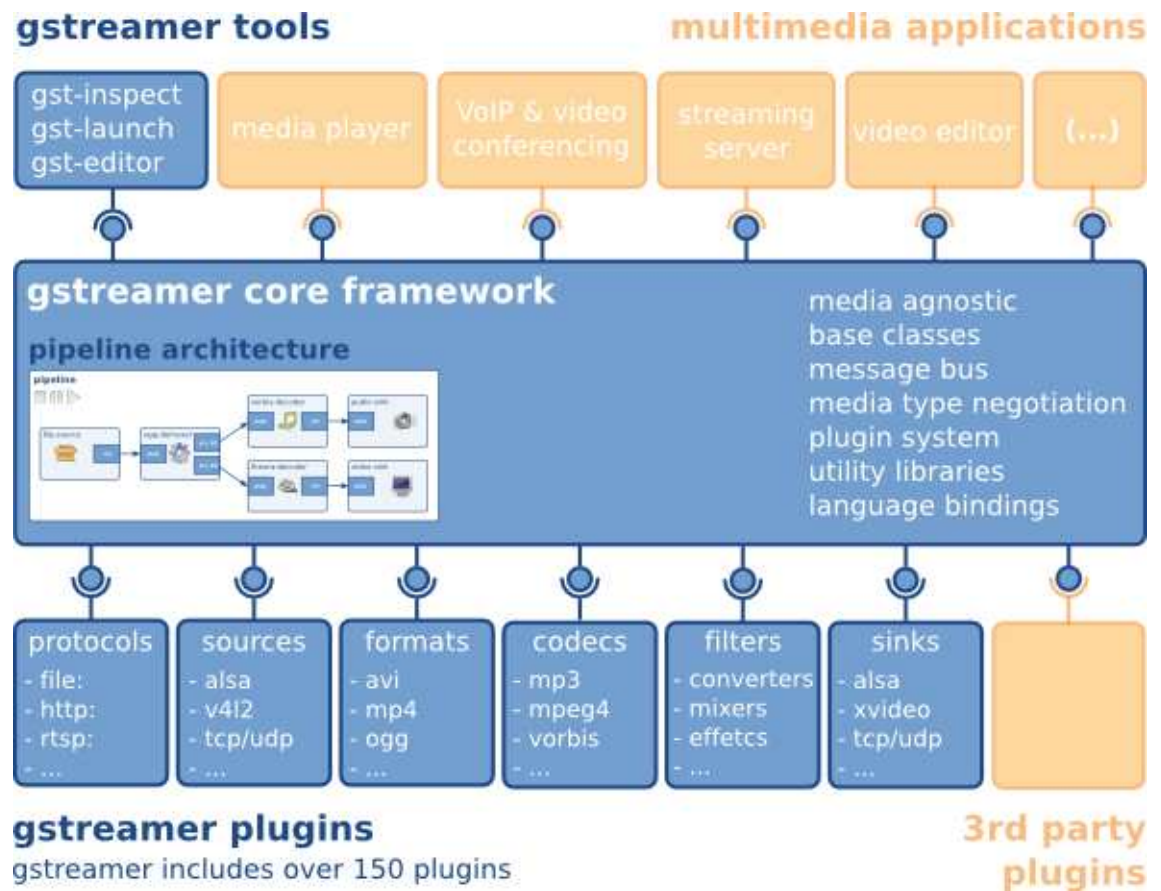 gstreamer tools
multimedia applications
gst-inspect
gst-launch
gst-editor
media player
VoIP & video
conferencing
streaming
server
video editor
(...)
gstreamer core framework
pipeline architecture
pipeline
media agnostic
base classes
message bus
media type negotiation
plugin system
utility libraries
language bindings
protocols
- file:
- http:
- rtsp:
- ...
sources
- alsa
- v4l2
- tcp/udp
- ...
formats
- avi
- mp4
- ogg
- ...
codecs
- mp3
- mpeg4
- vorbis
- ...
filters
- converters
- mixers
- effetcs
- ...
sinks
- alsa
- xvideo
- tcp/udp
- ...
gstreamer plugins
gstreamer includes over 150 plugins
3rd party
plugins